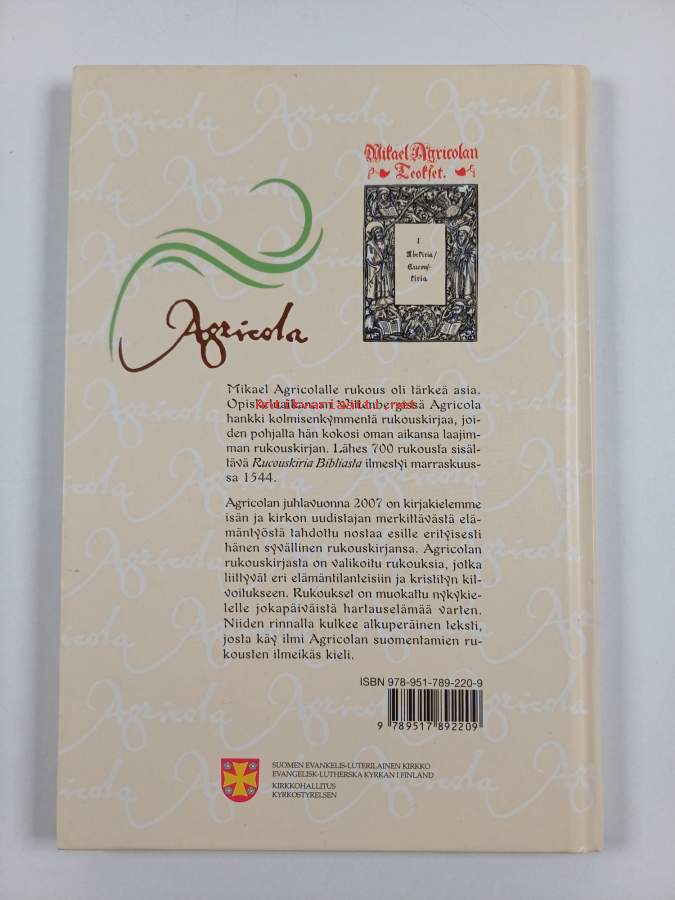 Mikael Agricolan
Teokset.
I
Abckiria/
Rucous-
kiria
Agricola
Mikael Agricolalle rukous oli tärkeä asia.
Opiskeluaikanaan Wittenbergissä Agricola
hankki kolmisenkymmentä rukouskirjaa, joi-
den pohjalta hän kokosi oman aikansa laajim-
man rukouskirjan. Lähes 700 rukousta sisäl-
tävä Rucouskiria Bibliasta ilmestyi marraskuus-
sa 1544.
Agricolan juhlavuonna 2007 on kirjakielemme
isän ja kirkon uudistajan merkittävästä elä-
mäntyöstä tahdottu nostaa esille erityisesti
hänen syvällinen rukouskirjansa. Agricolan
rukouskirjasta on valikoitu rukouksia, jotka
liittyvät eri elämäntilanteisiin ja kristityn kil-
voitukseen. Rukoukset on muokattu nykykie-
lelle jokapäiväistä hartauselämää varten.
Niiden rinnalla kulkee alkuperäinen teksti,
josta käy ilmi Agricolan suomentamien ru-
kousten ilmeikäs kieli.
ISBN 978-951-789-220-9
9 789517 892209
SUOMEN EVANKELIS-LUTERILAINEN KIRKKO
EVANGELISK-LUTHERSKA KYRKAN I FINLAND
KIRKKOHALLITUS
KYRKOSTYRELSEN